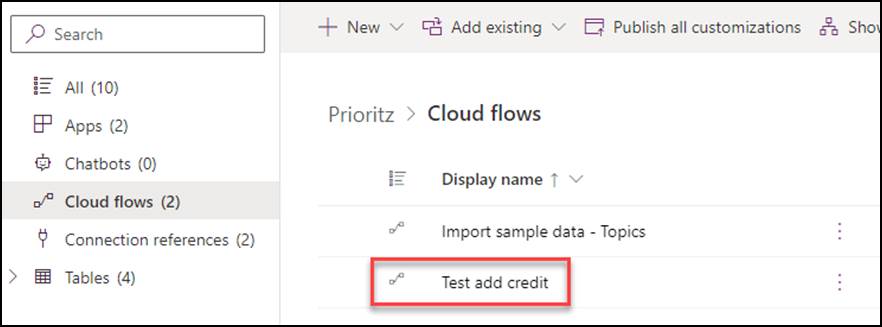 Search
All (10)
Apps (2)
Chatbots (0)
Cloud flows (2)
Connection references (2)
Tables (4)
New Add existing Publish all customizations Show
Prioritz > Cloud flows
Display name ↑
Import sample data - Topics
Test add credit